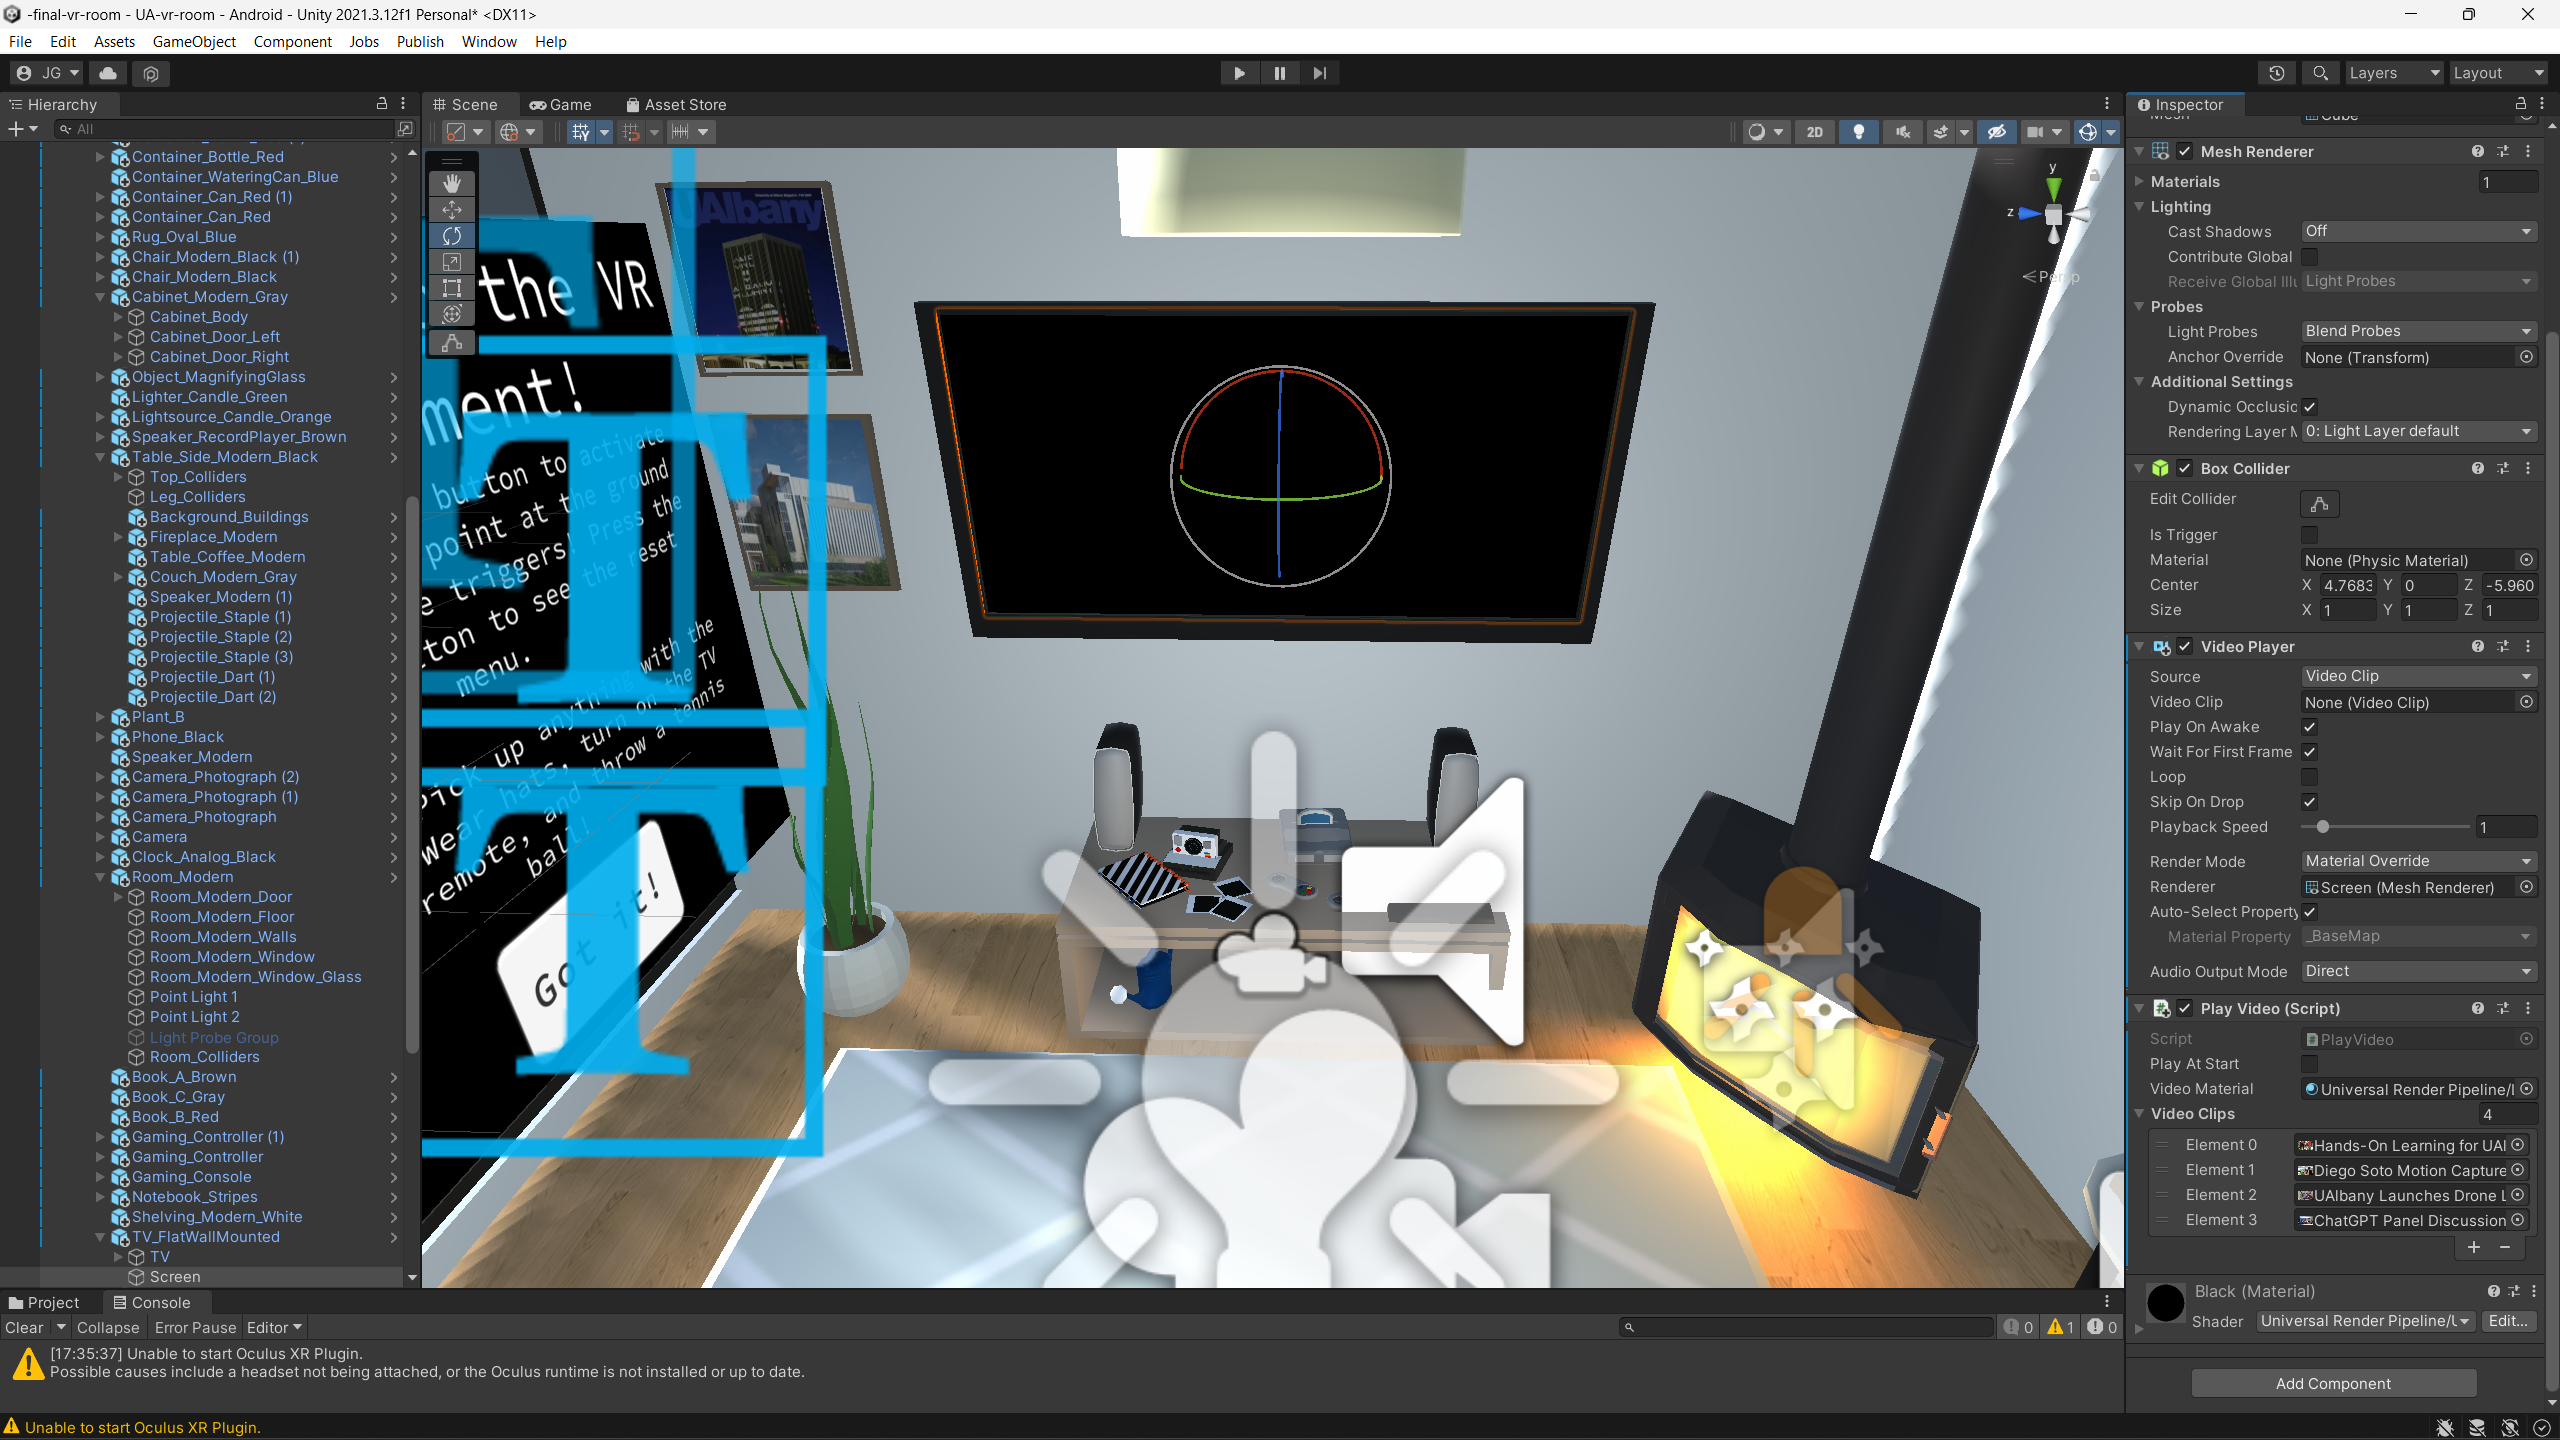 -final-vr-room - UA-vr-room - Android - Unity 2021.3.12f1 Personal* <DX11>
File Edit Assets GameObject Component Jobs Publish Window Help
JG
Layers Layout
Hierarchy
All
Container_Bottle_Red
Container_WateringCan_Blue
Container_Can_Red (1)
Container_Can_Red
Rug_Oval_Blue
Chair_Modern_Black (1)
Chair_Modern_Black
Cabinet_Modern_Gray
Cabinet_Body
Cabinet_Door_Left
Cabinet_Door_Right
Object_MagnifyingGlass
Lighter_Candle_Green
Lightsource_Candle_Orange
Speaker_RecordPlayer_Brown
Table_Side_Modern_Black
Top_Colliders
Leg_Colliders
Background_Buildings
Fireplace_Modern
Table_Coffee_Modern
Couch_Modern_Gray
Speaker_Modern (1)
Projectile_Staple (1)
Projectile_Staple (2)
Projectile_Staple (3)
Projectile_Dart (1)
Projectile_Dart (2)
Plant_B
Phone_Black
Speaker_Modern
Camera_Photograph (2)
Camera_Photograph (1)
Camera_Photograph
Camera
Clock_Analog_Black
Room_Modern
Room_Modern_Door
Room_Modern_Floor
Room_Modern_Walls
Room_Modern_Window
Room_Modern_Window_Glass
Point Light 1
Point Light 2
Light Probe Group
Room_Colliders
Book_A_Brown
Book_C_Gray
Book_B_Red
Gaming_Controller (1)
Gaming_Controller
Gaming_Console
Notebook_Stripes
Shelving_Modern_White
TV_FlatWallMounted
TV
Screen
Scene Game Asset Store
2D
y
z
Persp
UAlbany
the VR
ment!
button to activate
point at the ground
e triggers! Press the
ton to see the reset
menu.
Pick up anything with the
wear hats, turn on the TV
remote, and throw a tennis
ball!
Got it!
Inspector
Mesh Cube
Mesh Renderer
Materials 1
Lighting
Cast Shadows Off
Contribute Global
Receive Global Illu Light Probes
Probes
Light Probes Blend Probes
Anchor Override None (Transform)
Additional Settings
Dynamic Occlusic
Rendering Layer M 0: Light Layer default
Box Collider
Edit Collider
Is Trigger
Material None (Physic Material)
Center X 4.7683 Y 0 Z -5.960
Size X 1 Y 1 Z 1
Video Player
Source Video Clip
Video Clip None (Video Clip)
Play On Awake
Wait For First Frame
Loop
Skip On Drop
Playback Speed 1
Render Mode Material Override
Renderer Screen (Mesh Renderer)
Auto-Select Property
Material Property _BaseMap
Audio Output Mode Direct
Play Video (Script)
Script PlayVideo
Play At Start
Video Material Universal Render Pipeline/l
Video Clips 4
Element 0 Hands-On Learning for UAl
Element 1 Diego Soto Motion Capture
Element 2 UAlbany Launches Drone L
Element 3 ChatGPT Panel Discussion
+ -
Black (Material)
Shader Universal Render Pipeline/L Edit...
Add Component
Project Console
Clear Collapse Error Pause Editor
0 1 0
[17:35:37] Unable to start Oculus XR Plugin.
Possible causes include a headset not being attached, or the Oculus runtime is not installed or up to date.
Unable to start Oculus XR Plugin.